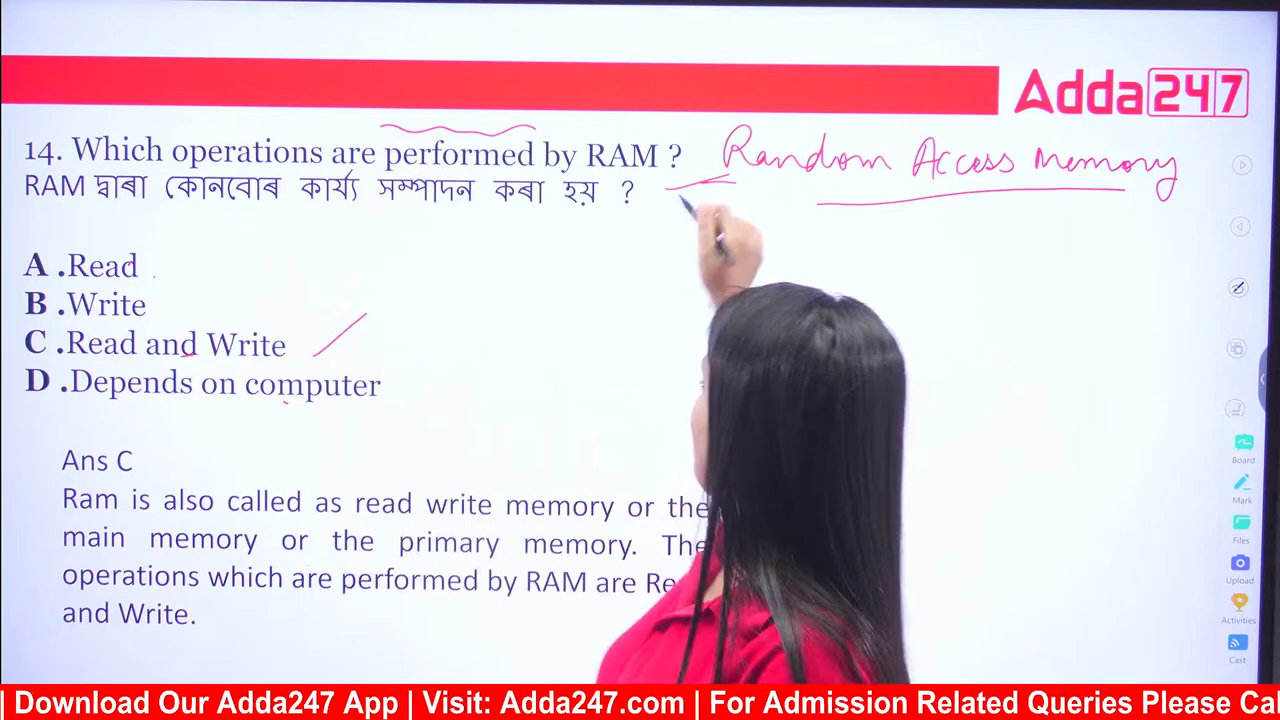 Adda247
14. Which operations are performed by RAM ? Random Access Memory
RAM দ্বাৰা কোনবোৰ কাৰ্য্য সম্পাদন কৰা হয় ?
A .Read
B .Write
C .Read and Write
D .Depends on computer
Ans C
Ram is also called as read write memory or the
main memory or the primary memory. The
operations which are performed by RAM are Re
and Write.
Board
Mark
Files
Upload
Activities
Cast
| Download Our Adda247 App | Visit: Adda247.com | For Admission Related Queries Please Ca